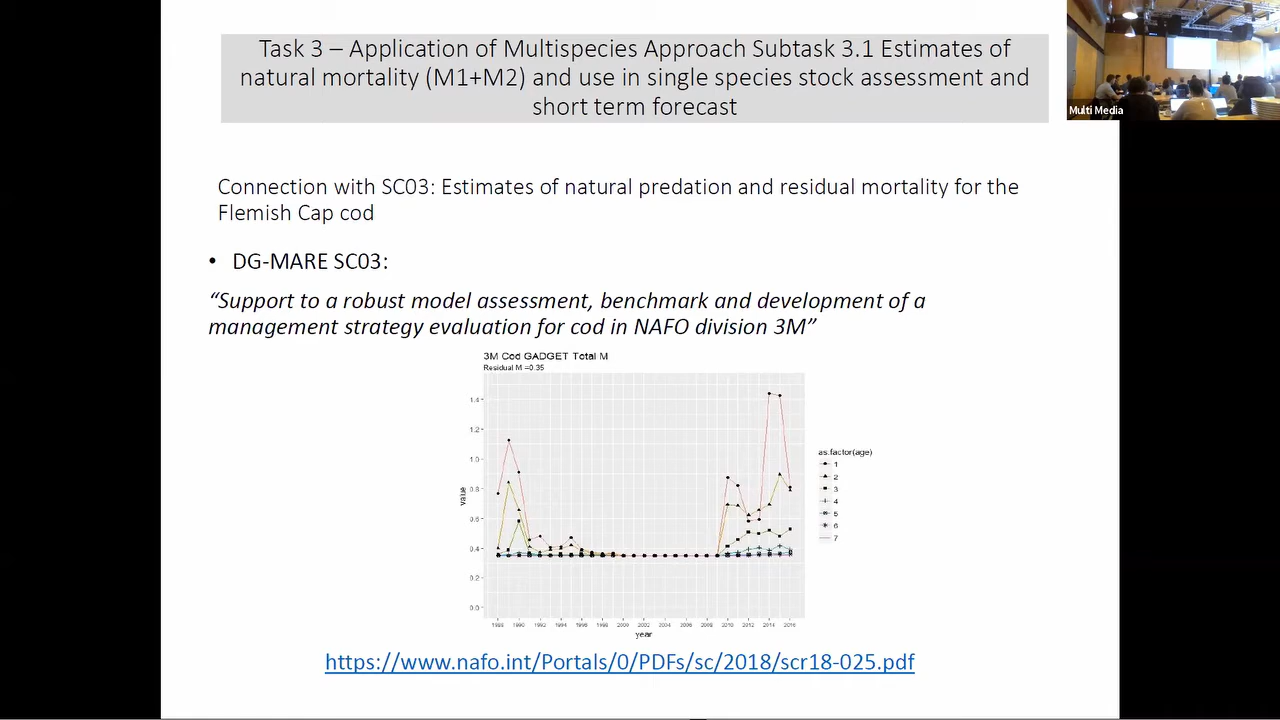 Task 3 – Application of Multispecies Approach Subtask 3.1 Estimates of
natural mortality (M1+M2) and use in single species stock assessment and
short term forecast
Multi Media
Connection with SC03: Estimates of natural predation and residual mortality for the
Flemish Cap cod
• DG-MARE SC03:
“Support to a robust model assessment, benchmark and development of a
management strategy evaluation for cod in NAFO division 3M”
3M Cod GADGET Total M
Residual M =0.35
1.4
1.2
1.0
0.8
0.6
0.4
0.2
0.0
value
1988 1990 1992 1994 1996 1998 2000 2002 2004 2006 2008 2010 2012 2014 2016
year
as.factor(age)
1
2
3
4
5
6
7
https://www.nafo.int/Portals/0/PDFs/sc/2018/scr18-025.pdf